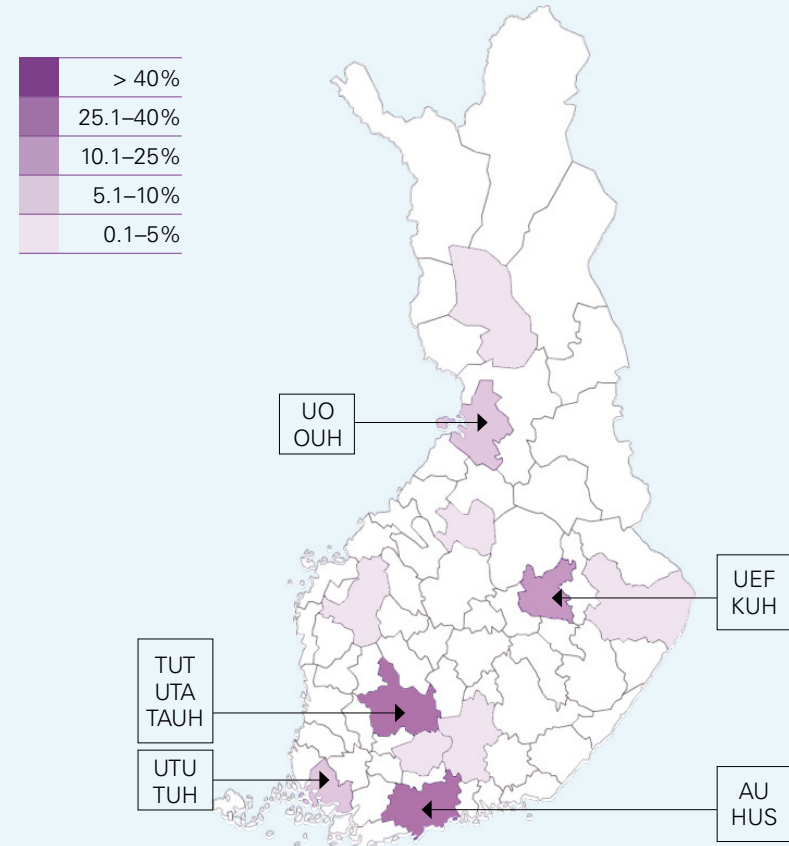 > 40%
25.1–40%
10.1–25%
5.1–10%
0.1–5%
UO
OUH
UEF
KUH
TUT
UTA
TAUH
UTU
TUH
AU
HUS